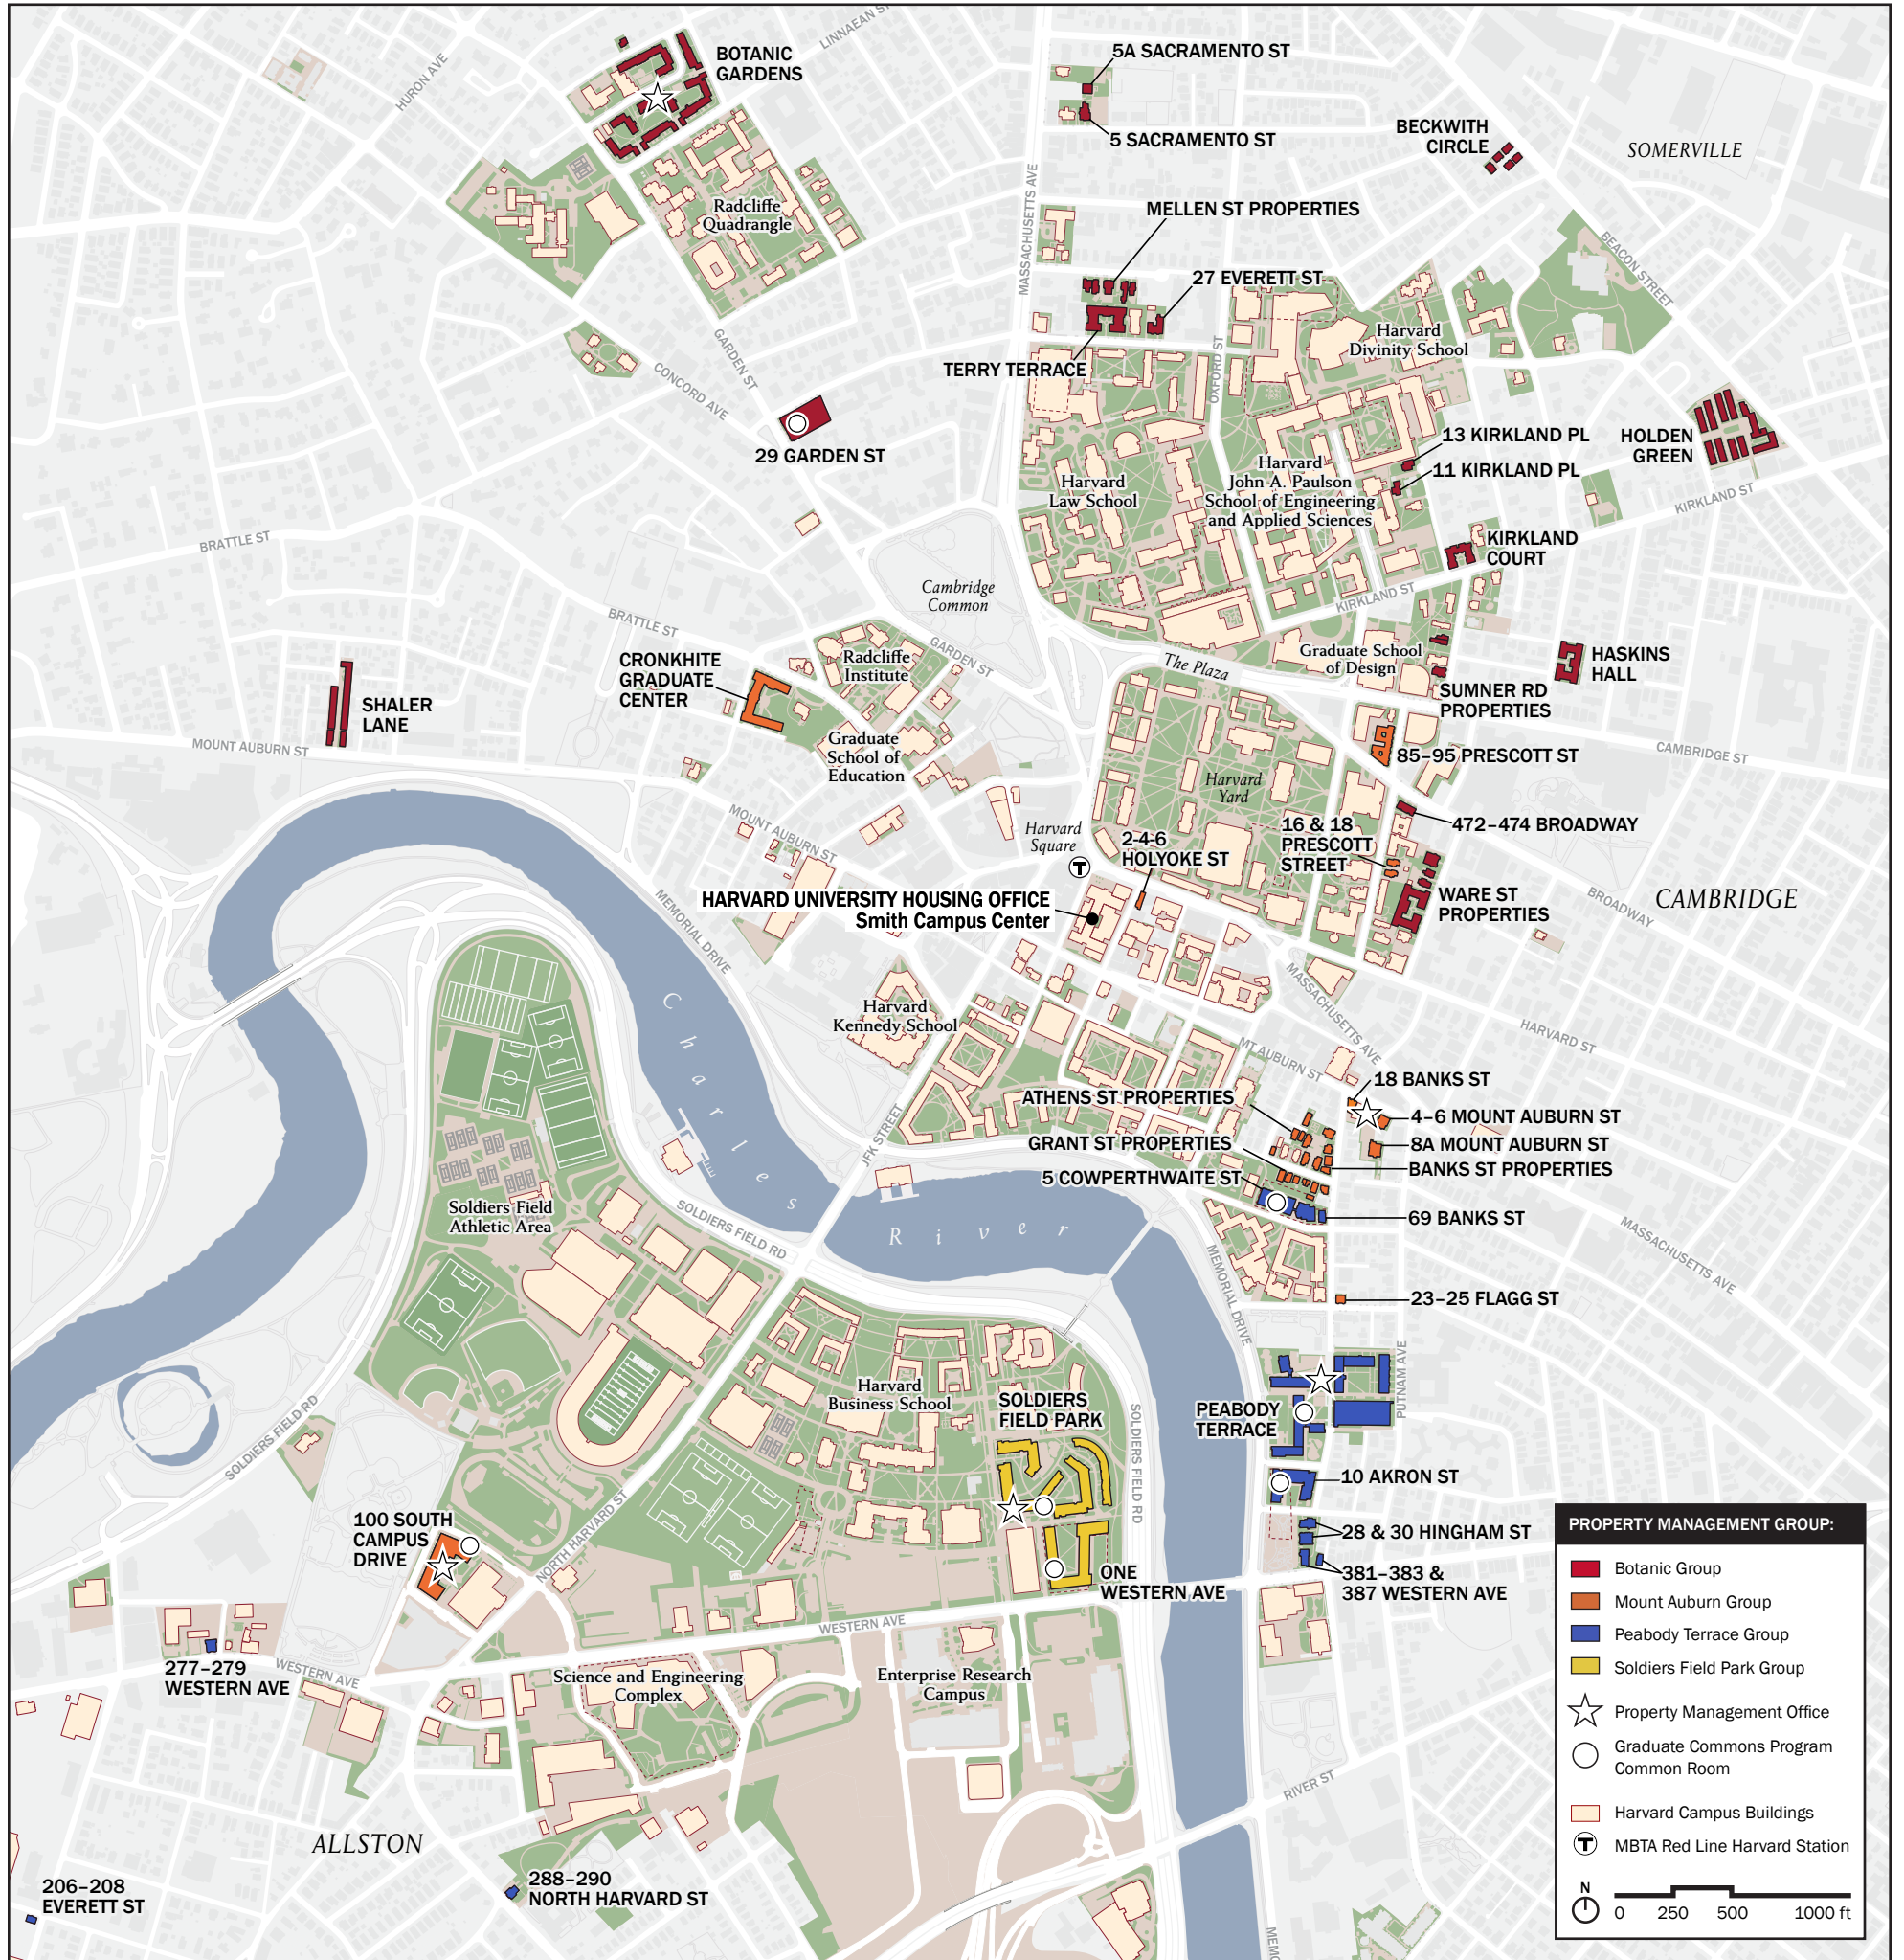 LINNAEAN ST
HURON AVE
BOTANIC
GARDENS
5A SACRAMENTO ST
5 SACRAMENTO ST
BECKWITH
CIRCLE
SOMERVILLE
Radcliffe
Quadrangle
MASSACHUSETTS AVE
MELLEN ST PROPERTIES
27 EVERETT ST
BEACON STREET
Harvard
Divinity School
TERRY TERRACE
OXFORD ST
GARDEN ST
CONCORD AVE
29 GARDEN ST
13 KIRKLAND PL
11 KIRKLAND PL
HOLDEN
GREEN
KIRKLAND ST
Harvard
Law School
Harvard
John A. Paulson
School of Engineering
and Applied Sciences
KIRKLAND
COURT
BRATTLE ST
Cambridge
Common
KIRKLAND ST
BRATTLE ST
GARDEN ST
CRONKHITE
GRADUATE
CENTER
Radcliffe
Institute
The Plaza
Graduate School
of Design
HASKINS
HALL
SHALER
LANE
SUMNER RD
PROPERTIES
MOUNT AUBURN ST
Graduate
School of
Education
85–95 PRESCOTT ST
CAMBRIDGE ST
Harvard
Yard
MOUNT AUBURN ST
Harvard
Square
T
2-4-6
HOLYOKE ST
16 & 18
PRESCOTT
STREET
472–474 BROADWAY
HARVARD UNIVERSITY HOUSING OFFICE
Smith Campus Center
WARE ST
PROPERTIES
BROADWAY
CAMBRIDGE
MEMORIAL DRIVE
Harvard
Kennedy School
MASSACHUSETTS AVE
HARVARD ST
MT AUBURN ST
Charles
River
JFK STREET
18 BANKS ST
ATHENS ST PROPERTIES
4–6 MOUNT AUBURN ST
GRANT ST PROPERTIES
8A MOUNT AUBURN ST
BANKS ST PROPERTIES
5 COWPERTHWAITE ST
69 BANKS ST
MASSACHUSETTS AVE
Soldiers Field
Athletic Area
SOLDIERS FIELD RD
MEMORIAL DRIVE
23–25 FLAGG ST
PUTNAM AVE
Harvard
Business School
SOLDIERS
FIELD PARK
SOLDIERS FIELD RD
PEABODY
TERRACE
SOLDIERS FIELD RD
10 AKRON ST
100 SOUTH
CAMPUS
DRIVE
NORTH HARVARD ST
28 & 30 HINGHAM ST
ONE
WESTERN AVE
381–383 &
387 WESTERN AVE
WESTERN AVE
277–279
WESTERN AVE
WESTERN AVE
Science and Engineering
Complex
Enterprise Research
Campus
RIVER ST
ALLSTON
206–208
EVERETT ST
288–290
NORTH HARVARD ST
PROPERTY MANAGEMENT GROUP:
Botanic Group
Mount Auburn Group
Peabody Terrace Group
Soldiers Field Park Group
Property Management Office
Graduate Commons Program
Common Room
Harvard Campus Buildings
T MBTA Red Line Harvard Station
N
0 250 500 1000 ft